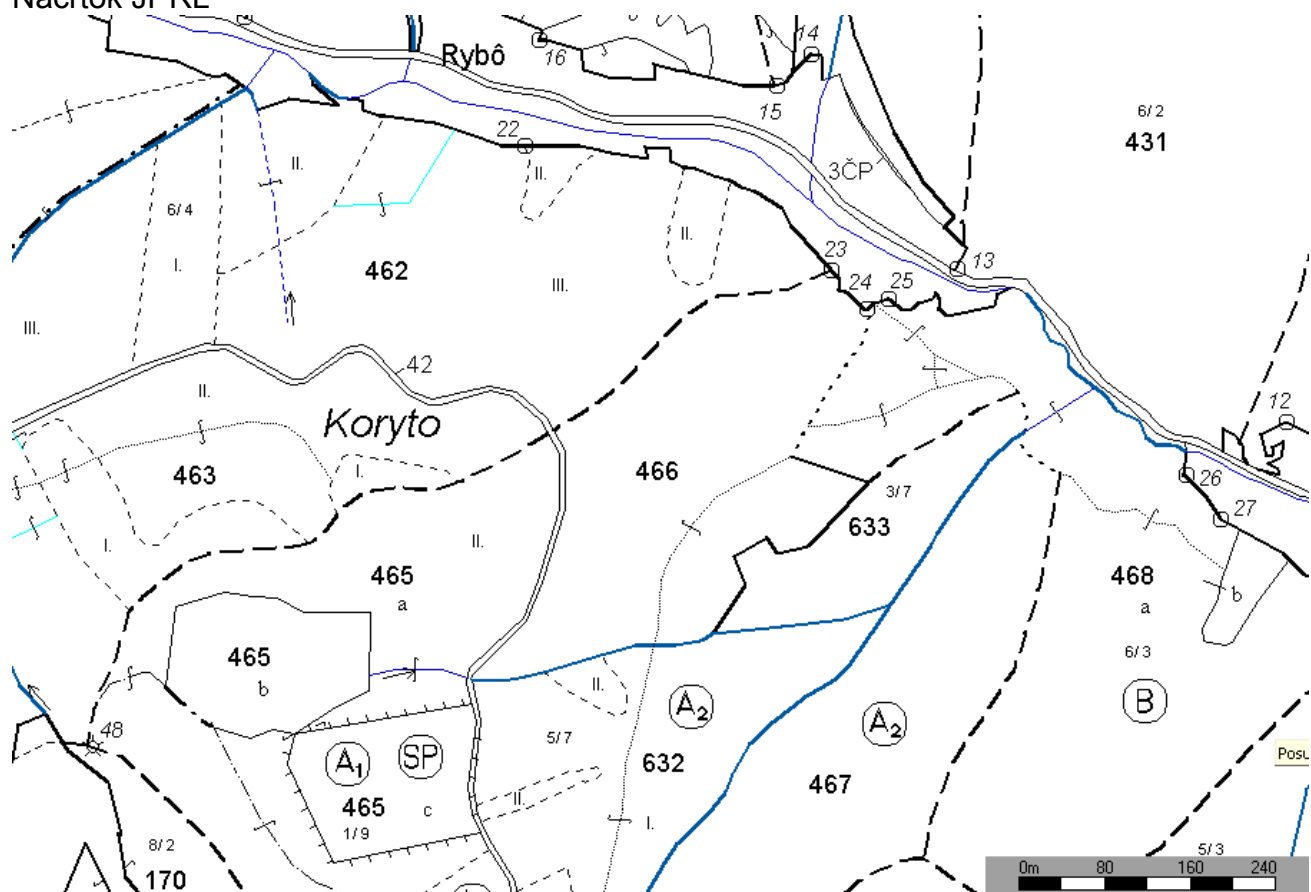 Náčrtok JPRL
Rybô
16
14
15
6/2
431
22
II.
3ČP
II.
6/4
II.
I.
462
III.
23
13
24
25
III.
42
II.
Koryto
12
463
I.
466
26
3/7
27
633
I.
II.
465
a
468
a
b
465
b
6/3
II.
A₂
A₂
B
48
5/7
Posu
A₁
SP
632
467
465
c
II.
1/9
I.
8/2
170
5/3
0m 80 160 240